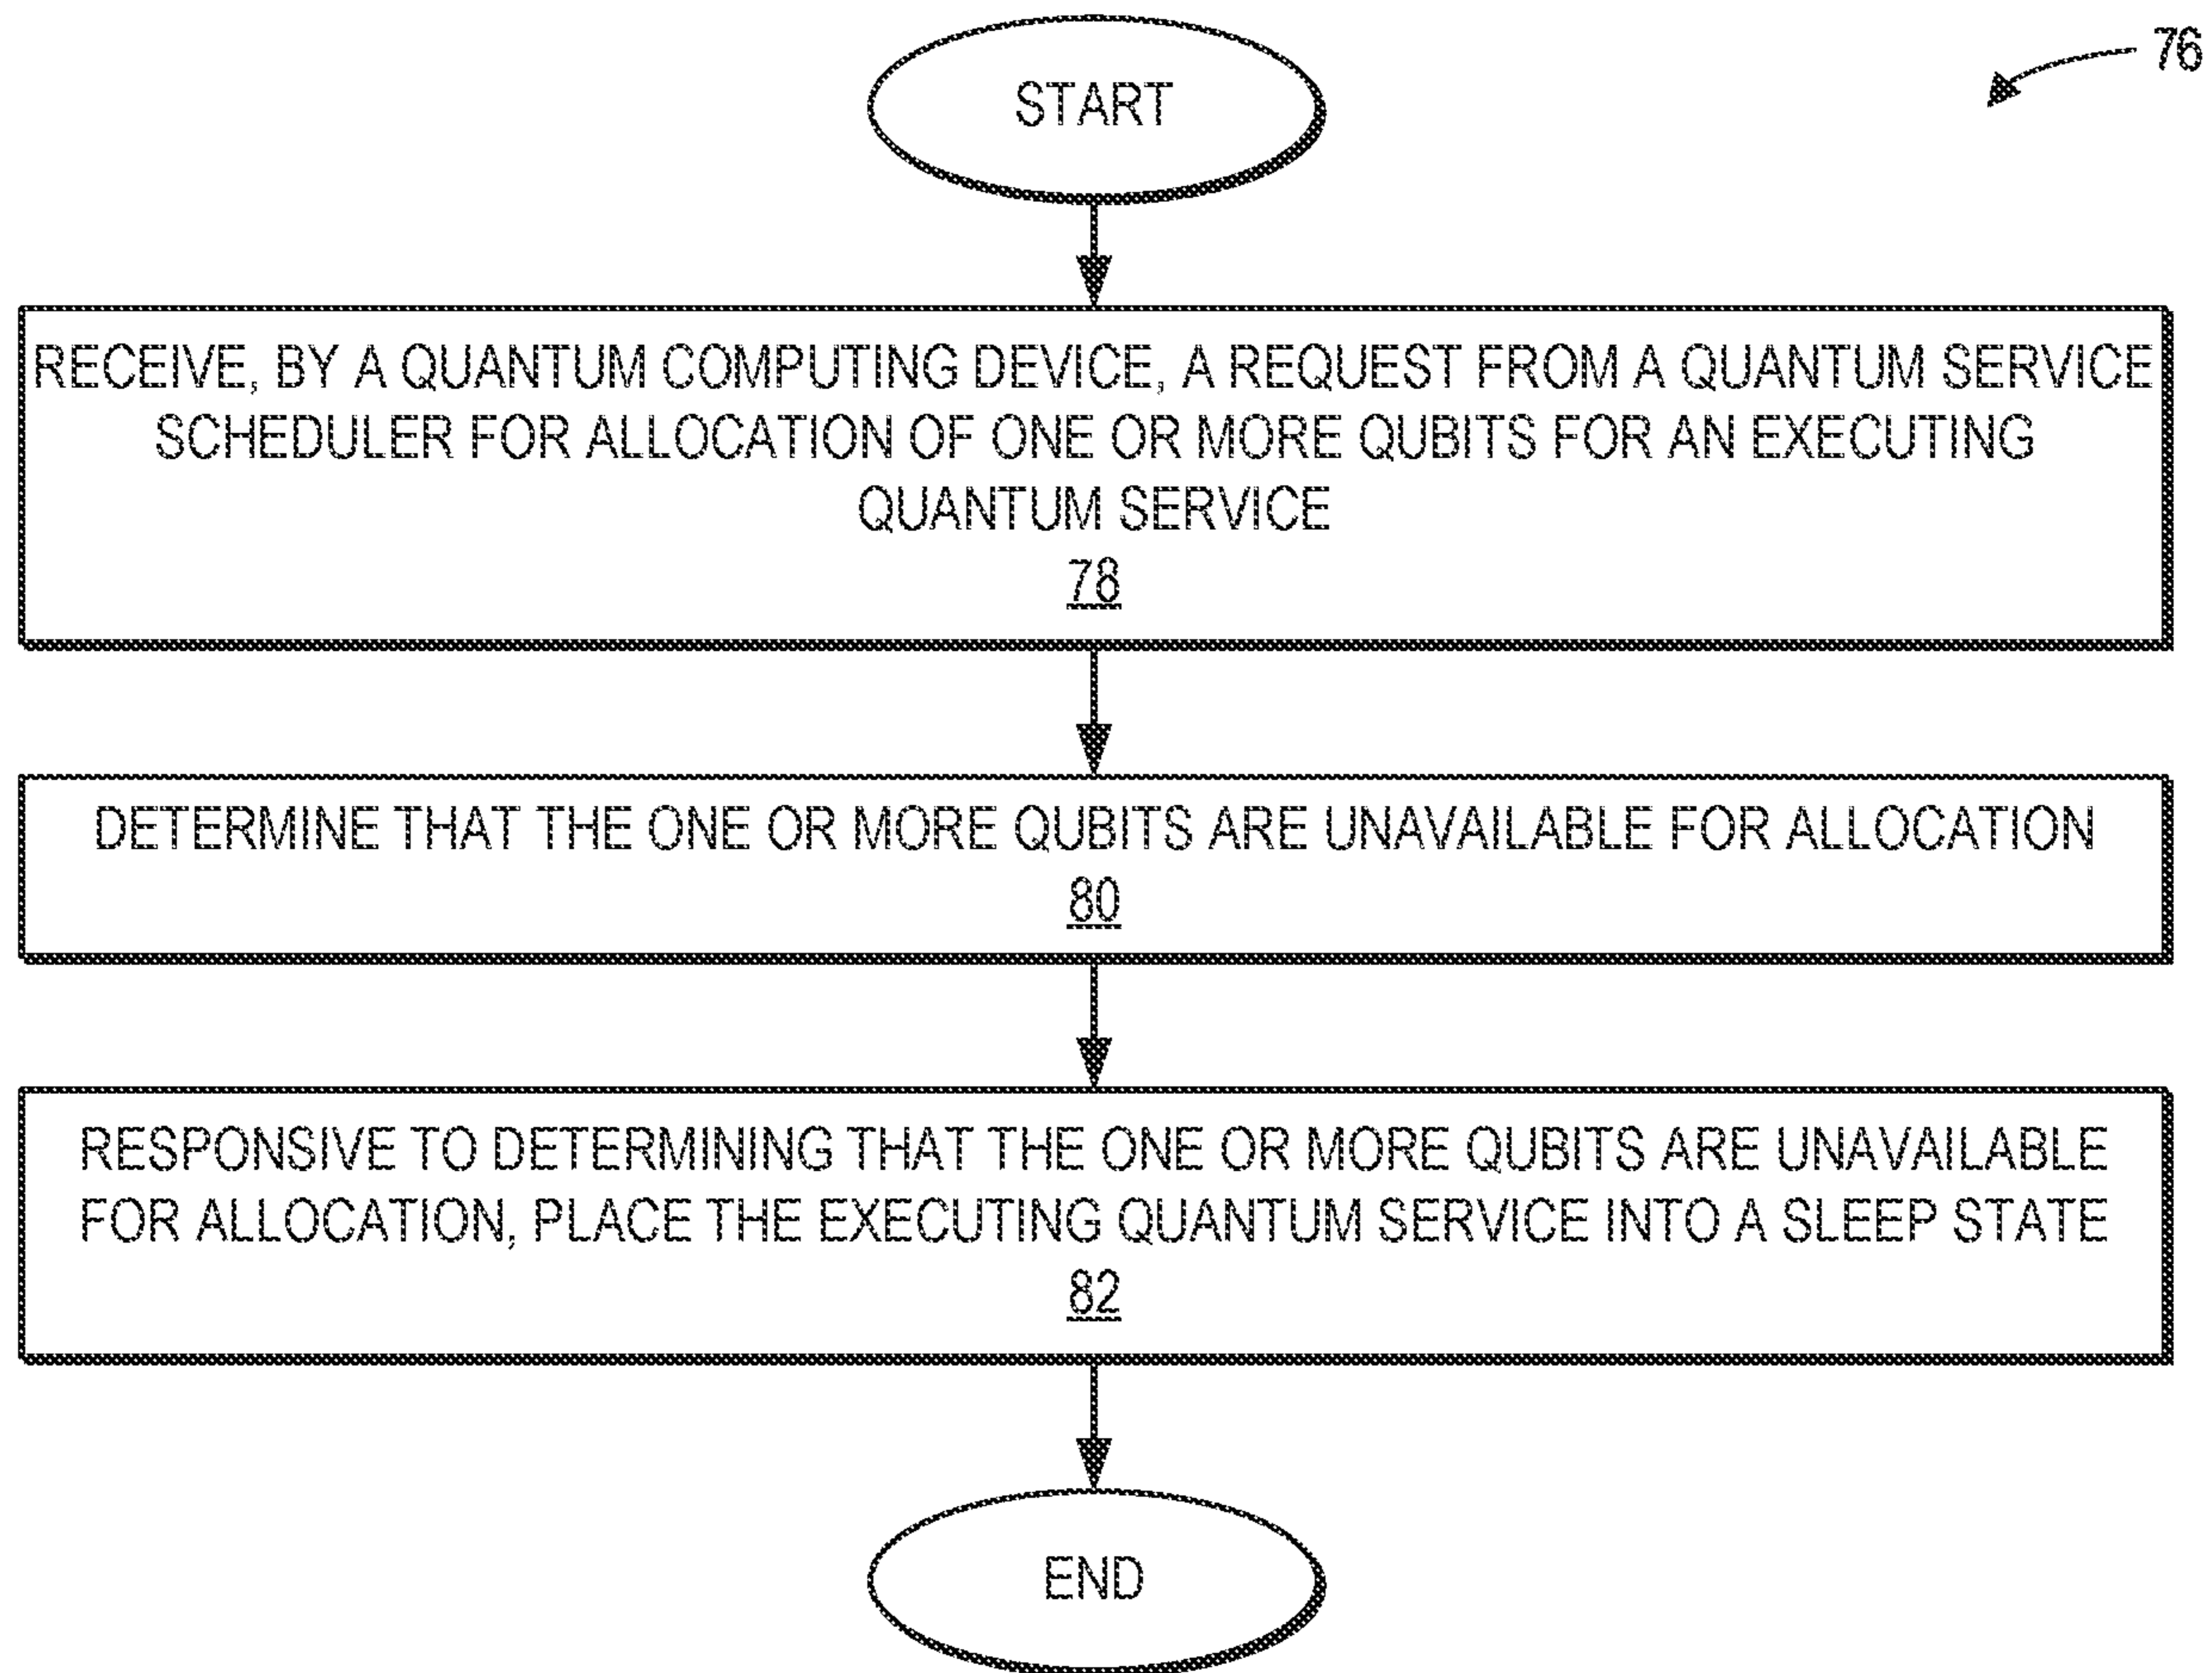 START
76
RECEIVE, BY A QUANTUM COMPUTING DEVICE, A REQUEST FROM A QUANTUM SERVICE
SCHEDULER FOR ALLOCATION OF ONE OR MORE QUBITS FOR AN EXECUTING
QUANTUM SERVICE
78
DETERMINE THAT THE ONE OR MORE QUBITS ARE UNAVAILABLE FOR ALLOCATION
80
RESPONSIVE TO DETERMINING THAT THE ONE OR MORE QUBITS ARE UNAVAILABLE
FOR ALLOCATION, PLACE THE EXECUTING QUANTUM SERVICE INTO A SLEEP STATE
82
END